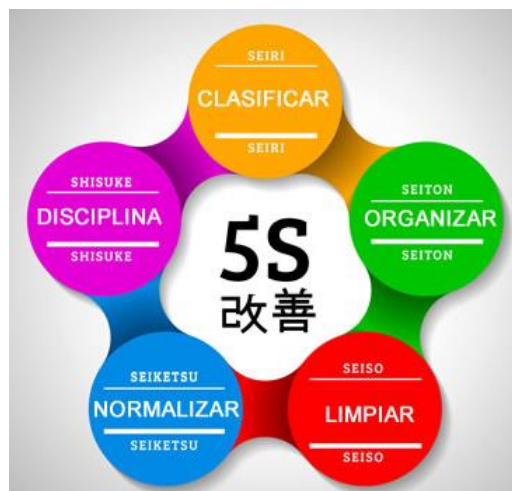 SEIRI
CLASIFICAR
SEIRI
SEITON
ORGANIZAR
SEITON
SEISO
LIMPIAR
SEISO
SEIKETSU
NORMALIZAR
SEIKETSU
SHISUKE
DISCIPLINA
SHISUKE
5S
改善